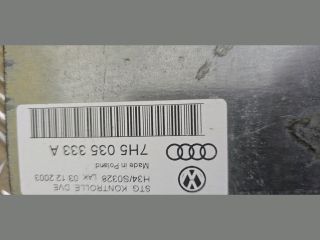 STG KONTROLLE DVE
H34/S0328 LAK 03.12.2003
Made in Poland
7H5 035 333 A